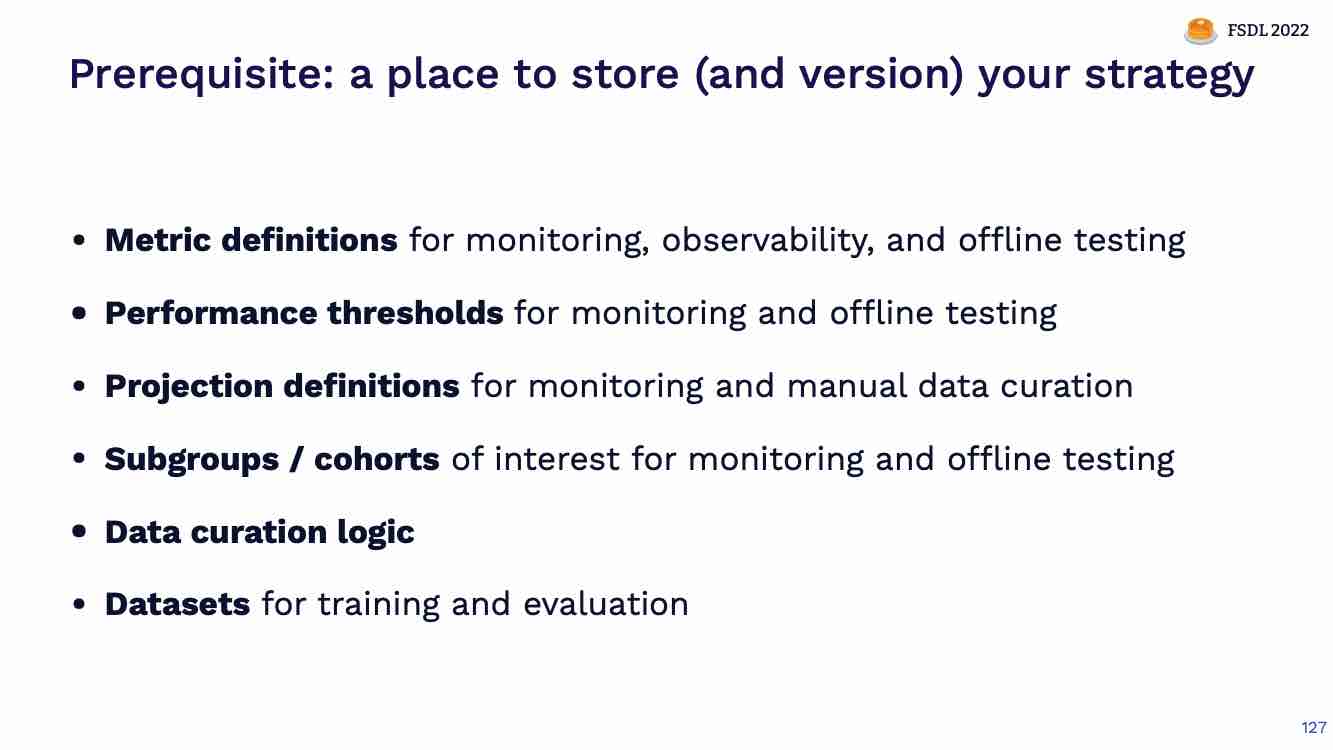 FSDL 2022
Prerequisite: a place to store (and version) your strategy
• Metric definitions for monitoring, observability, and offline testing
• Performance thresholds for monitoring and offline testing
• Projection definitions for monitoring and manual data curation
• Subgroups / cohorts of interest for monitoring and offline testing
• Data curation logic
• Datasets for training and evaluation
127